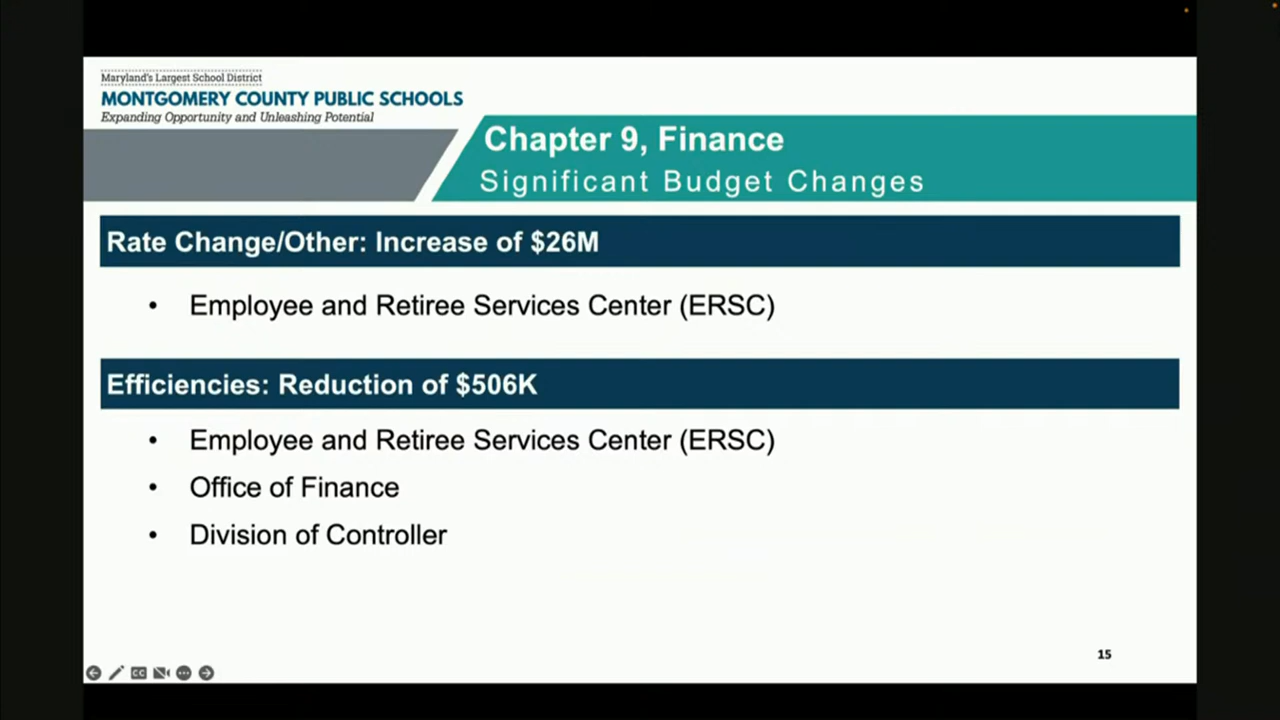 Maryland's Largest School District
MONTGOMERY COUNTY PUBLIC SCHOOLS
Expanding Opportunity and Unleashing Potential
Chapter 9, Finance
Significant Budget Changes
Rate Change/Other: Increase of $26M
• Employee and Retiree Services Center (ERSC)
Efficiencies: Reduction of $506K
• Employee and Retiree Services Center (ERSC)
• Office of Finance
• Division of Controller
15
CC